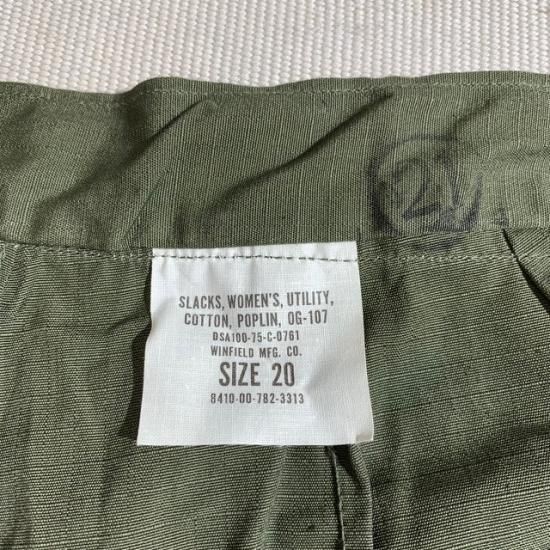 21
SLACKS, WOMEN'S, UTILITY,
COTTON, POPLIN, OG-107
DSA100-75-C-0761
WINFIELD MFG. CO.
SIZE 20
8410-00-782-3313